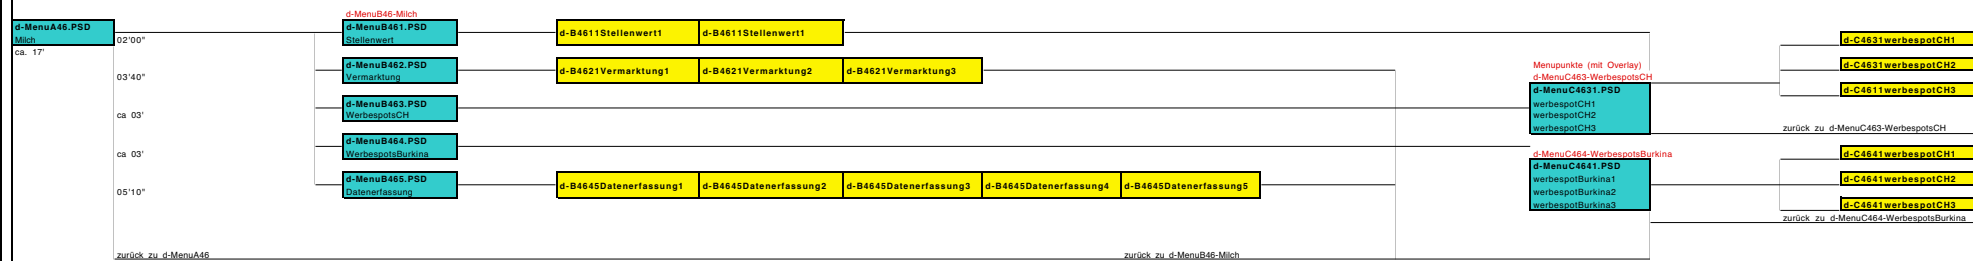 d-MenuA46.PSD
Milch
ca. 17'
02'00"
03'40"
ca 03'
ca 03'
05'10"
zurück zu d-MenuA46
d-MenuB46-Milch
d-MenuB461.PSD
Stellenwert
d-MenuB462.PSD
Vermarktung
d-MenuB463.PSD
WerbespotsCH
d-MenuB464.PSD
WerbespotsBurkina
d-MenuB465.PSD
Datenerfassung
d-B4611Stellenwert1 d-B4611Stellenwert1
d-B4621Vermarktung1 d-B4621Vermarktung2 d-B4621Vermarktung3
d-B4645Datenerfassung1 d-B4645Datenerfassung2 d-B4645Datenerfassung3 d-B4645Datenerfassung4 d-B4645Datenerfassung5
zurück zu d-MenuB46-Milch
Menupunkte (mit Overlay)
d-MenuC463-WerbespotsCH
d-MenuC4631.PSD
werbespotCH1
werbespotCH2
werbespotCH3
d-MenuC464-WerbespotsBurkina
d-MenuC4641.PSD
werbespotBurkina1
werbespotBurkina2
werbespotBurkina3
d-C4631werbespotCH1
d-C4631werbespotCH2
d-C4611werbespotCH3
zurück zu d-MenuC463-WerbespotsCH
d-C4641werbespotCH1
d-C4641werbespotCH2
d-C4641werbespotCH3
zurück zu d-MenuC464-WerbespotsBurkina